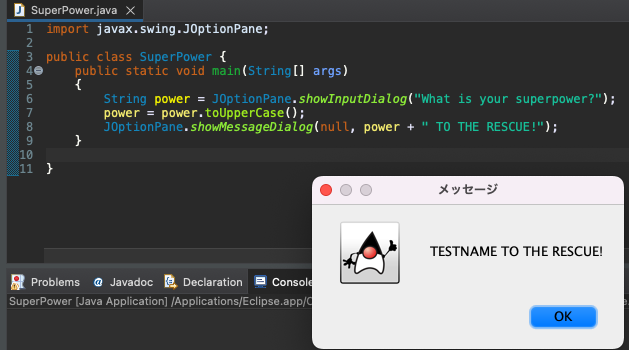 SuperPower.java
1 import javax.swing.JOptionPane;
2
3 public class SuperPower {
4 public static void main(String[] args)
5 {
6 String power = JOptionPane.showInputDialog("What is your superpower?");
7 power = power.toUpperCase();
8 JOptionPane.showMessageDialog(null, power + " TO THE RESCUE!");
9 }
10
11 }
メッセージ
TESTNAME TO THE RESCUE!
OK
Problems Javadoc Declaration Console
SuperPower [Java Application] /Applications/Eclipse.app/